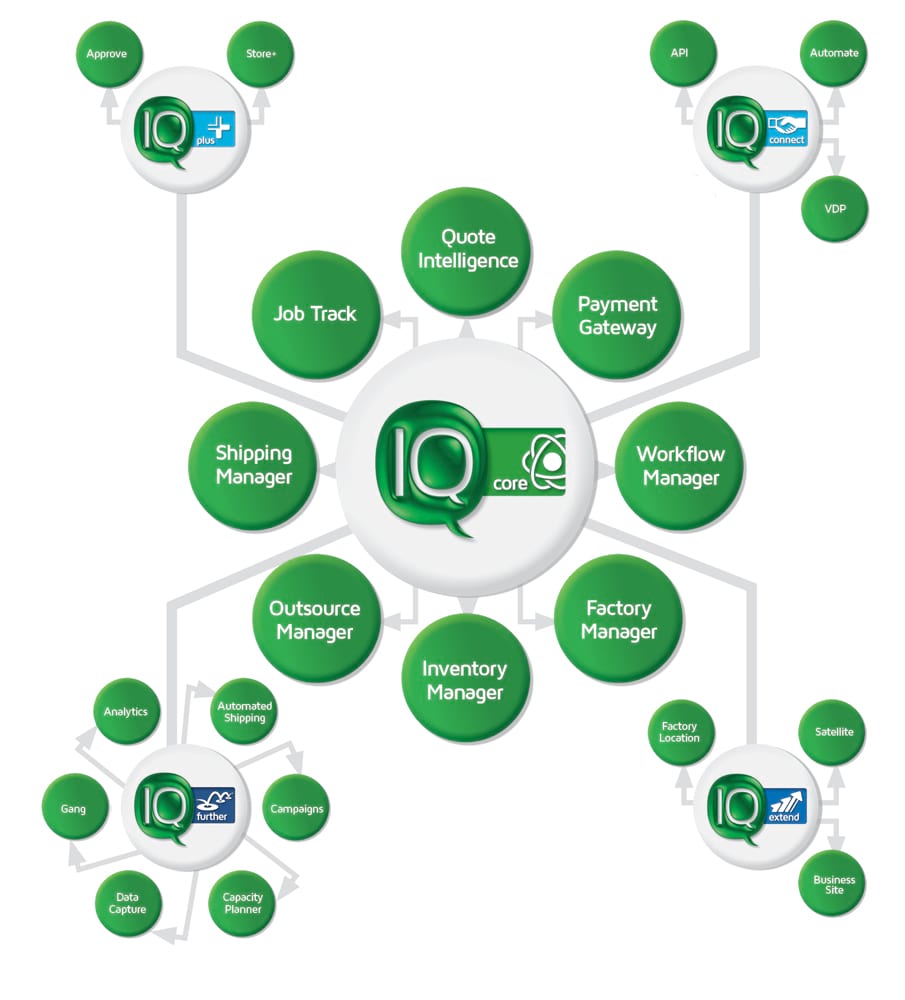 Approve
Store+
IQ
plus
API
Automate
IQ
connect
VDP
Quote
Intelligence
Job Track
Payment
Gateway
Shipping
Manager
IQ
core
Workflow
Manager
Outsource
Manager
Inventory
Manager
Factory
Manager
Analytics
Automated
Shipping
Gang
IQ
further
Campaigns
Data
Capture
Capacity
Planner
Factory
Location
Satellite
IQ
extend
Business
Site